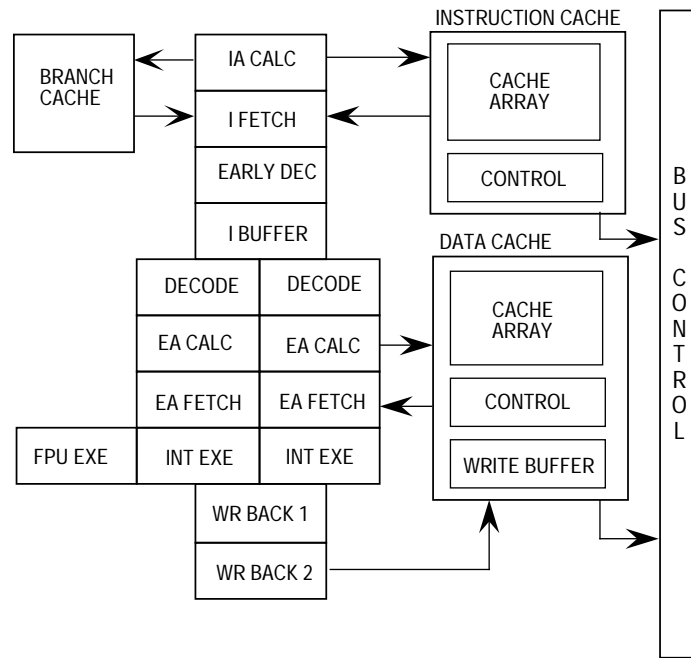 INSTRUCTION CACHE
IA CALC
BRANCH
CACHE
CACHE
ARRAY
I FETCH
EARLY DEC
CONTROL
I BUFFER
DATA CACHE
DECODE
DECODE
CACHE
ARRAY
EA CALC
EA CALC
EA FETCH
EA FETCH
CONTROL
FPU EXE
INT EXE
INT EXE
WRITE BUFFER
WR BACK 1
WR BACK 2
BUS CONTROL